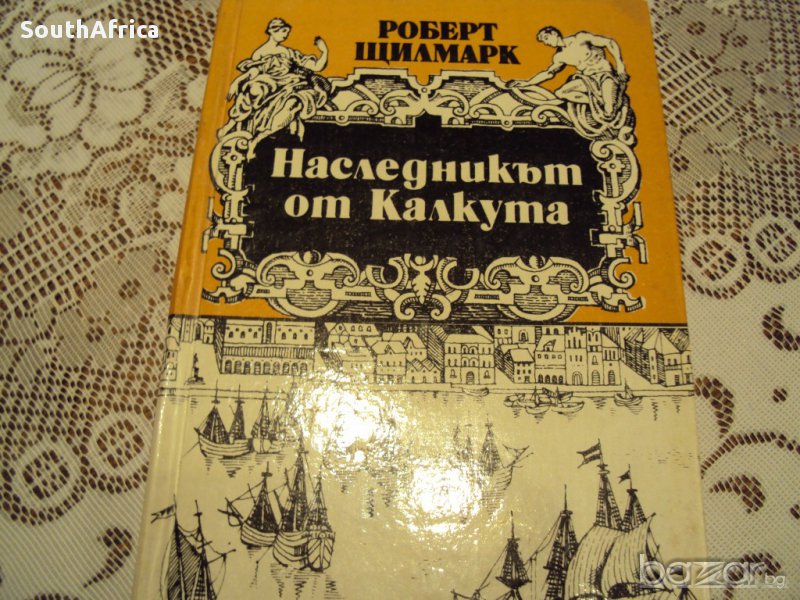 SouthAfrica
РОБЕРТ
ЩИЛМАРК
Наследникът
от Калкута
bazar.bg